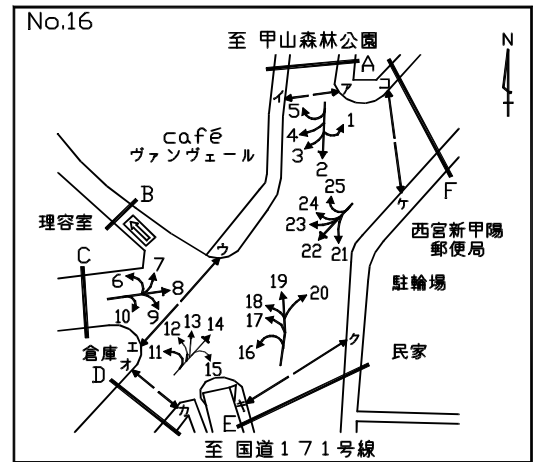 No.16
至 甲山森林公園
N
A
イ
ア
コ
5
1
4
3
2
café
ヴァンヴェール
25
24
ケ
F
B
23
22
21
理容室
西宮新甲陽
郵便局
C
ウ
7
6
8
19
駐輪場
18
20
10
9
17
13
14
12
エ
16
ク
倉庫
11
民家
オ
15
D
カ
E
キ
至 国道171号線